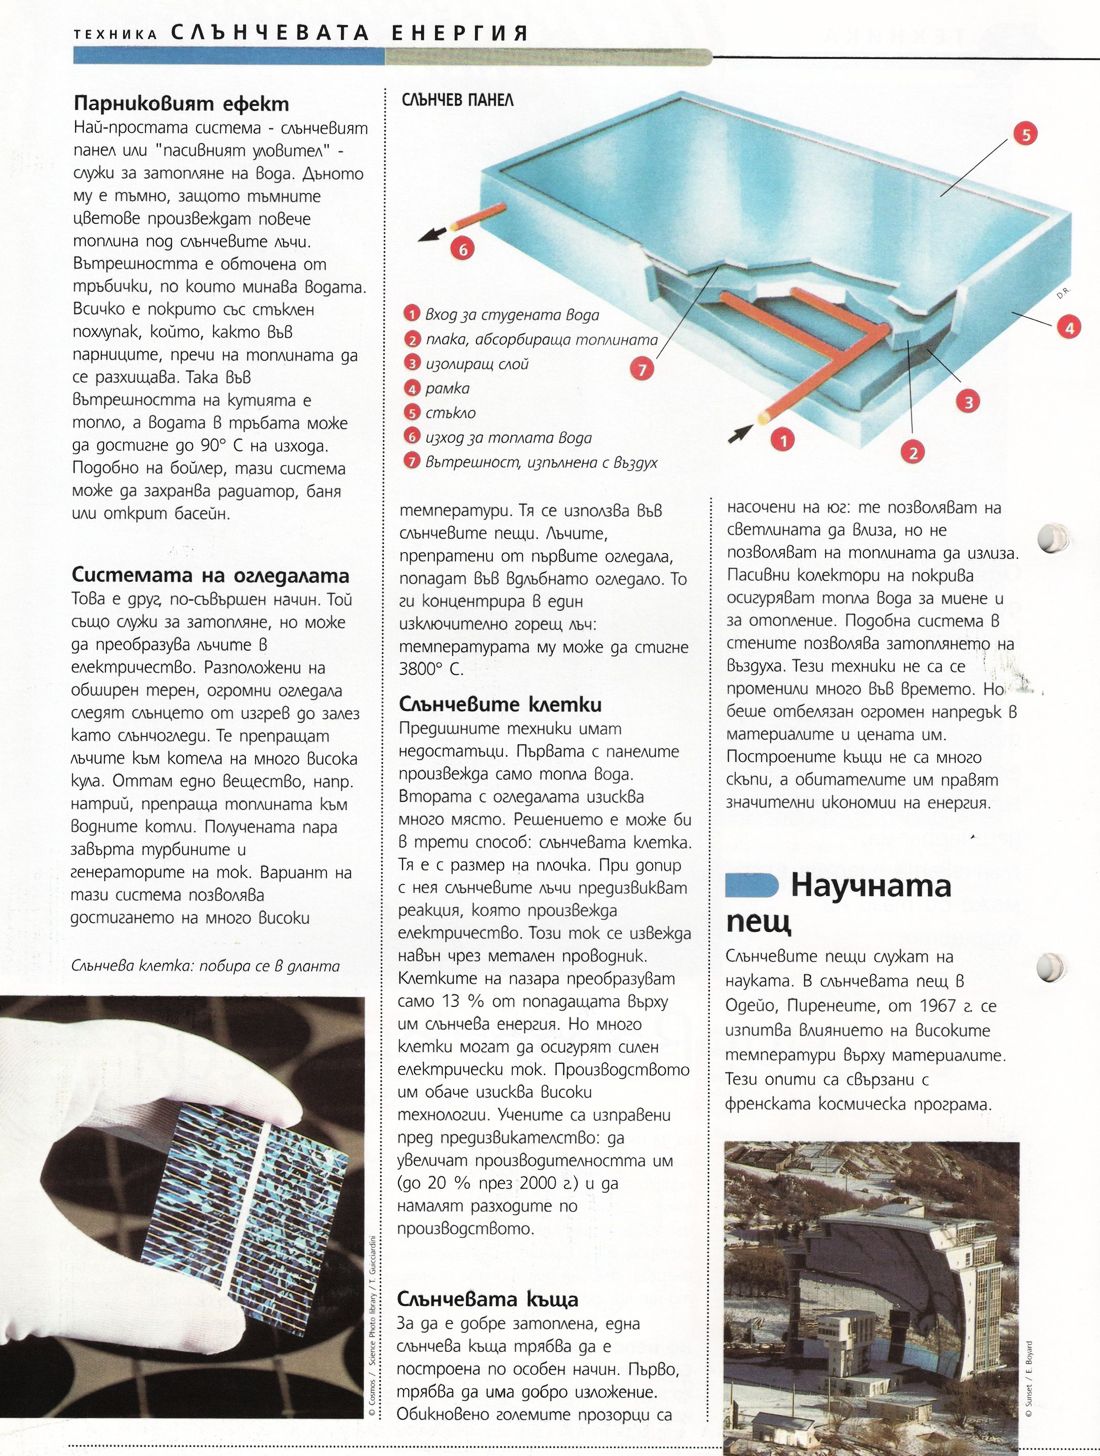 ТЕХНИКА СЛЪНЧЕВАТА ЕНЕРГИЯ
Парниковият ефект
Най-простата система - слънчевият
панел или "пасивният уловител" -
служи за затопляне на вода. Дъното
му е тъмно, защото тъмните
цветове произвеждат повече
топлина под слънчевите лъчи.
Вътрешността е обточена от
тръбички, по които минава водата.
Всичко е покрито със стъклен
похлупак, който, както във
парниците, пречи на топлината да
се разхищава. Така във
вътрешността на кутията е
топло, а водата в тръбата може
да достигне до 90° С на изхода.
Подобно на бойлер, тази система
може да захранва радиатор, баня
или открит басейн.
Системата на огледалата
Това е друг, по-съвършен начин. Той
също служи за затопляне, но може
да преобразува лъчите в
електричество. Разположени на
обширен терен, огромни огледала
следят слънцето от изгрев до залез
като слънчогледи. Те препращат
лъчите към котела на много висока
кула. Оттам едно вещество, напр.
натрий, препраща топлината към
водните котли. Получената пара
завърта турбините и
генераторите на ток. Вариант на
тази система позволява
достигането на много високи
Слънчева клетка: побира се в дланта
© Cosmos / Science Photo library / T. Guicciardini
СЛЪНЧЕВ ПАНЕЛ
1 вход за студената вода
2 плака, абсорбираща топлината
3 изолиращ слой
4 рамка
5 стъкло
6 изход за топлата вода
7 вътрешност, изпълнена с въздух
5
6
4
7
3
1
2
D.R.
температури. Тя се използва във
слънчевите пещи. Лъчите,
препратени от първите огледала,
попадат във вдлъбнато огледало. То
ги концентрира в един
изключително горещ лъч:
температурата му може да стигне
3800° С.
Слънчевите клетки
Предишните техники имат
недостатъци. Първата с панелите
произвежда само топла вода.
Втората с огледалата изисква
много място. Решението е може би
в трети способ: слънчевата клетка.
Тя е с размер на плочка. При допир
с нея слънчевите лъчи предизвикват
реакция, която произвежда
електричество. Този ток се извежда
навън чрез метален проводник.
Клетките на пазара преобразуват
само 13 % от попадащата върху
им слънчева енергия. Но много
клетки могат да осигурят силен
електрически ток. Производството
им обаче изисква високи
технологии. Учените са изправени
пред предизвикателство: да
увеличат производителността им
(до 20 % през 2000 г.) и да
намалят разходите по
производството.
Слънчевата къща
За да е добре затоплена, една
слънчева къща трябва да е
построена по особен начин. Първо,
трябва да има добро изложение.
Обикновено големите прозорци са
насочени на юг: те позволяват на
светлината да влиза, но не
позволяват на топлината да излиза.
Пасивни колектори на покрива
осигуряват топла вода за миене и
за отопление. Подобна система в
стените позволява затоплянето на
въздуха. Тези техники не са се
променили много във времето. Но
беше отбелязан огромен напредък в
материалите и цената им.
Построените къщи не са много
скъпи, а обитателите им правят
значителни икономии на енергия.
Научната
пещ
Слънчевите пещи служат на
науката. В слънчевата пещ в
Одейо, Пиренеите, от 1967 г. се
изпитва влиянието на високите
температури върху материалите.
Тези опити са свързани с
френската космическа програма.
© Sunset / E. Boyard